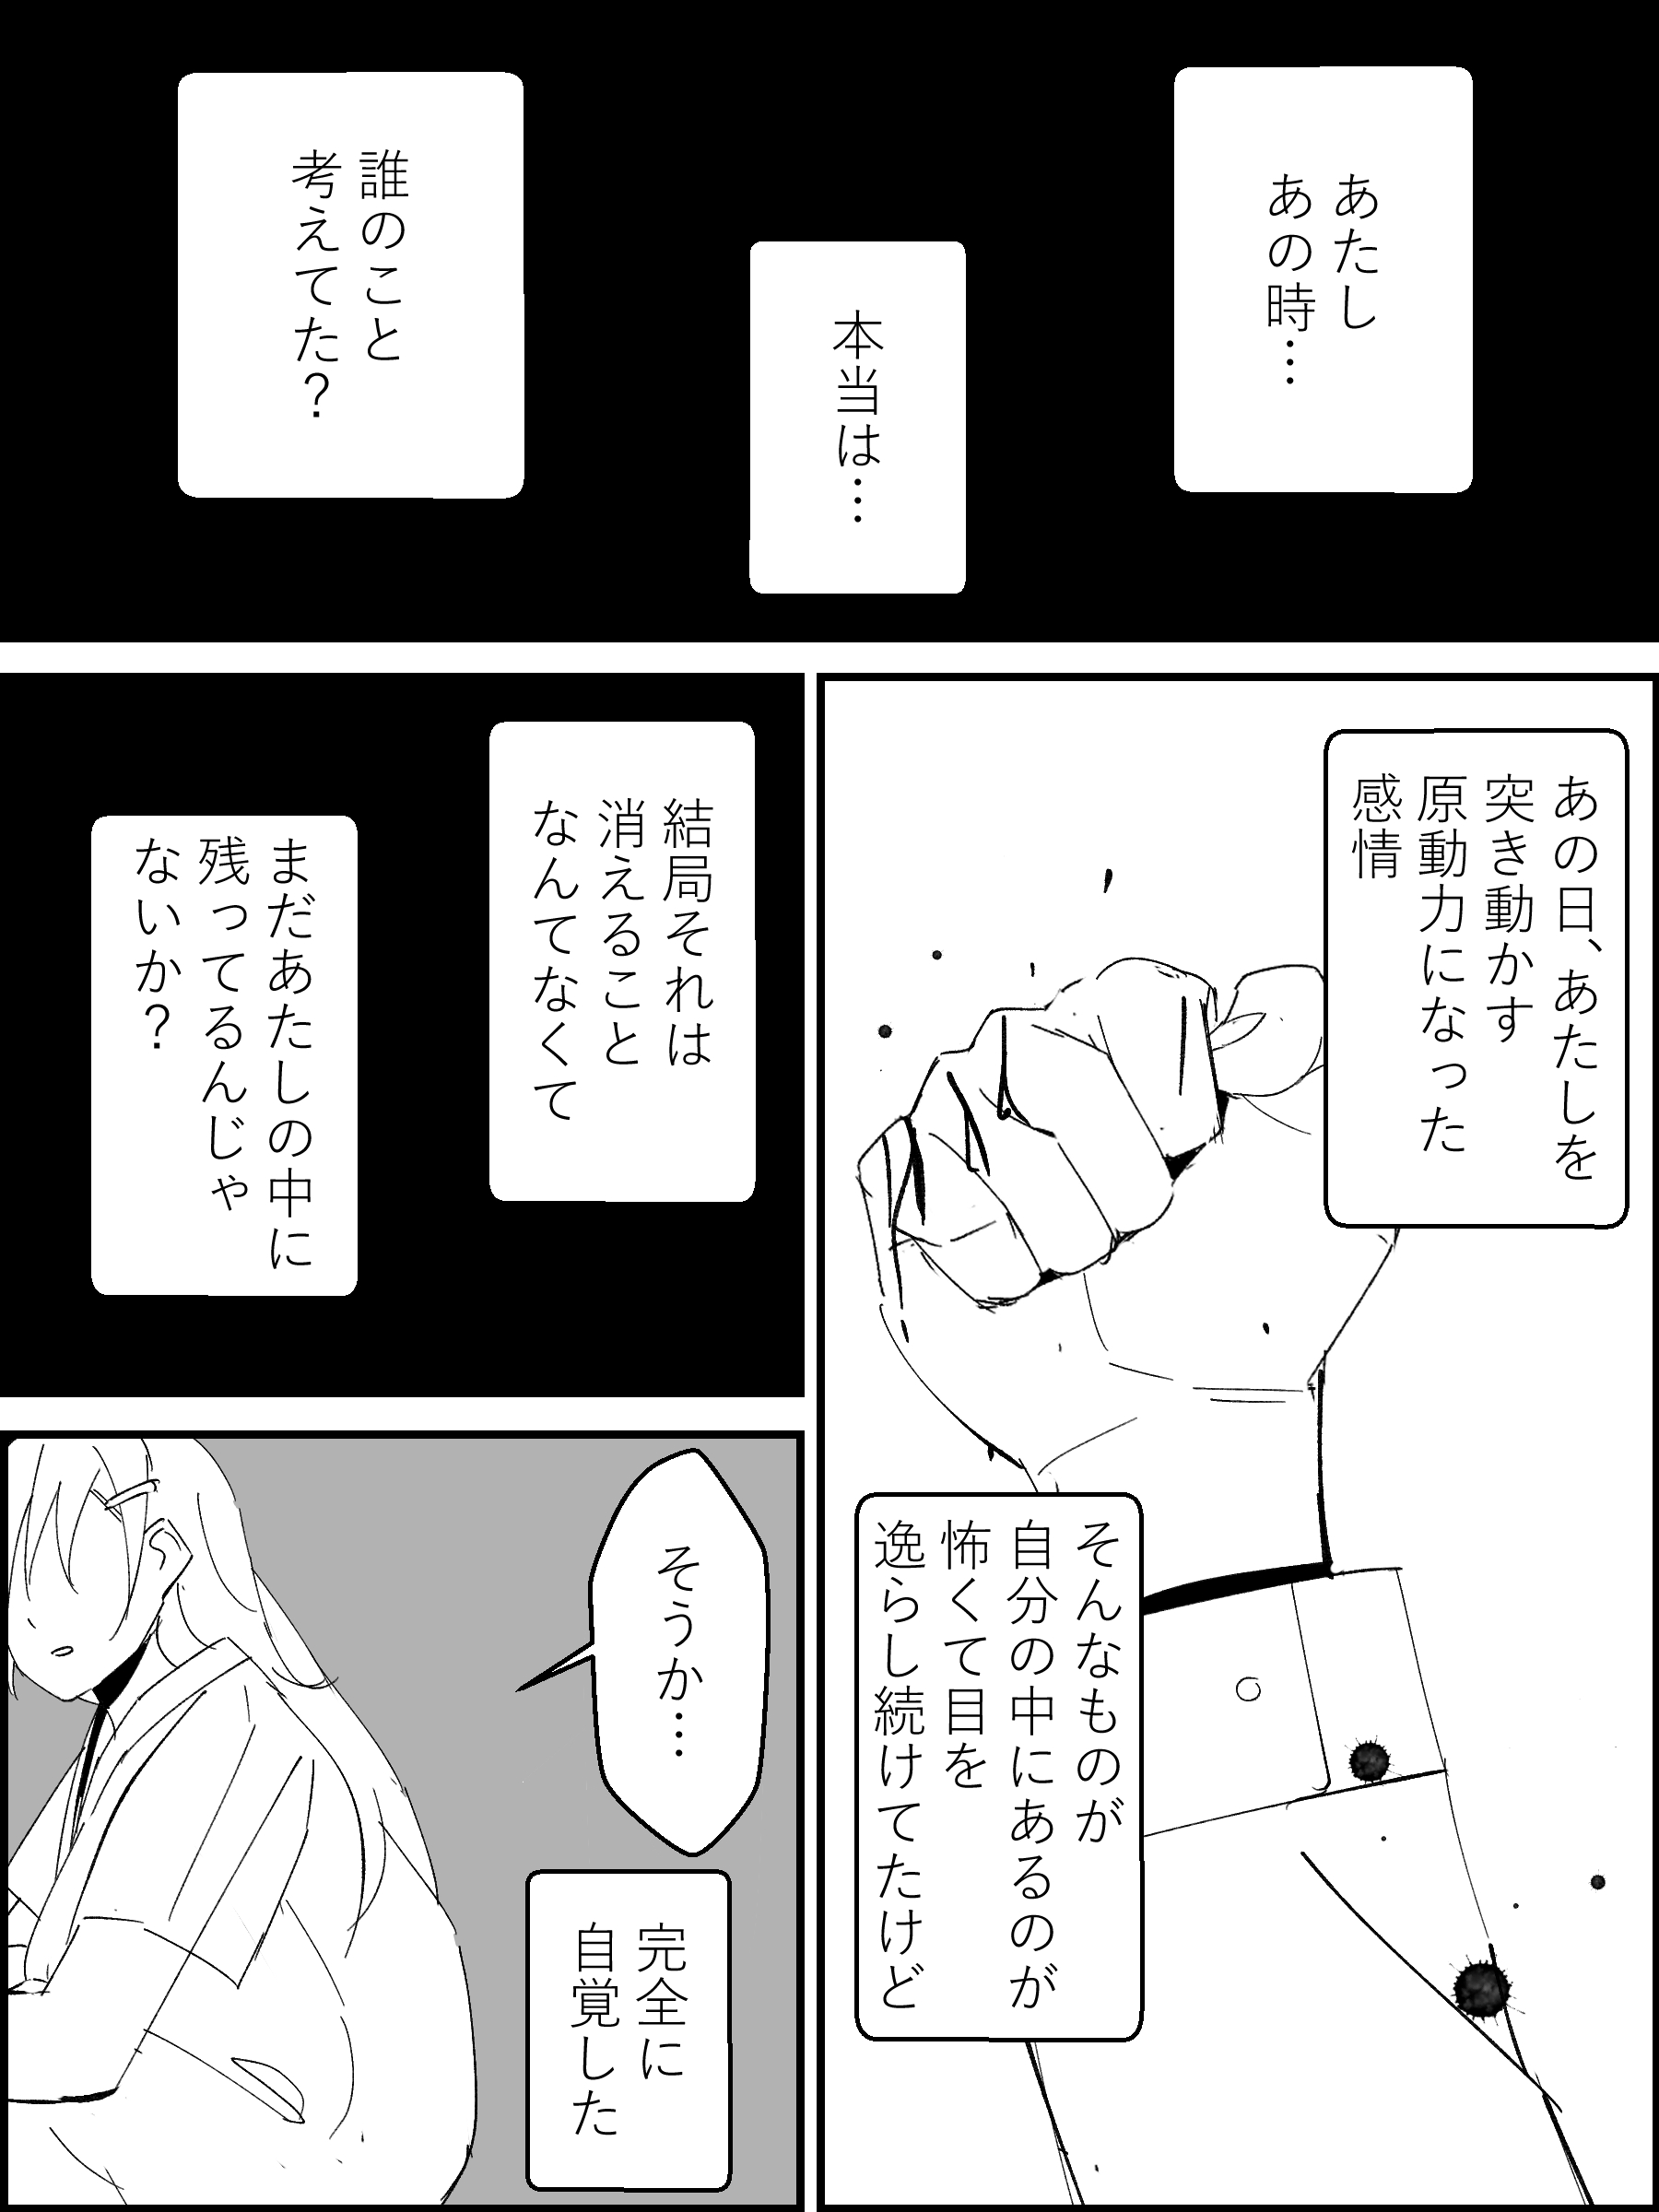 あたし
あの時…
本当は…
誰のこと
考えてた?
あの日、あたしを
突き動かす
原動力になった
感情
そんなものが
自分の中にあるのが
怖くて目を
逸らし続けてたけど
結局それは
消えること
なんてなくて
まだあたしの中に
残ってるんじゃ
ないか?
そうか…
完全に
自覚した